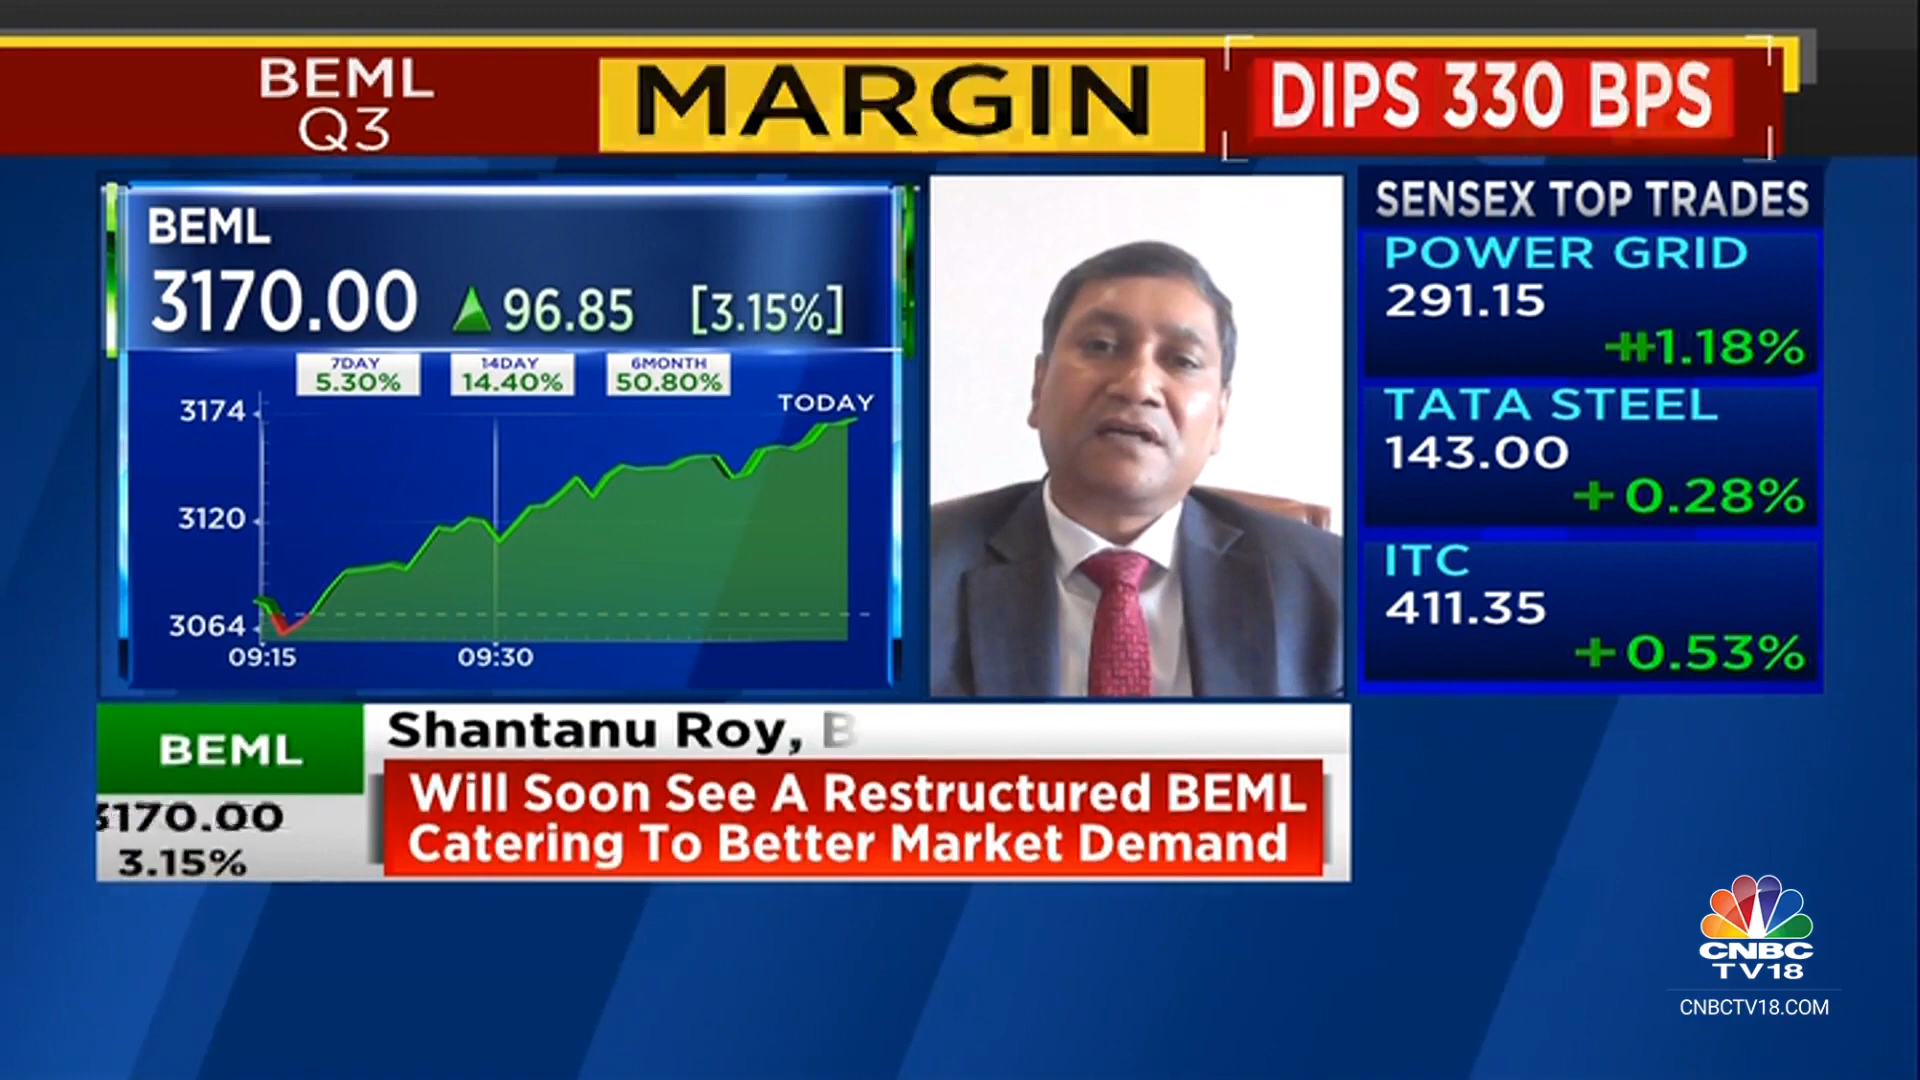 BEML
Q3
MARGIN
DIPS 330 BPS
BEML
3170.00 ▲ 96.85 [3.15%]
7DAY
5.30%
14DAY
14.40%
6MONTH
50.80%
TODAY
3174
3120
3064
09:15
09:30
SENSEX TOP TRADES
POWER GRID
291.15
+1.18%
TATA STEEL
143.00
+0.28%
ITC
411.35
+0.53%
BEML
3170.00
3.15%
Shantanu Roy, B
Will Soon See A Restructured BEML
Catering To Better Market Demand
CNBC
TV18
CNBCTV18.COM